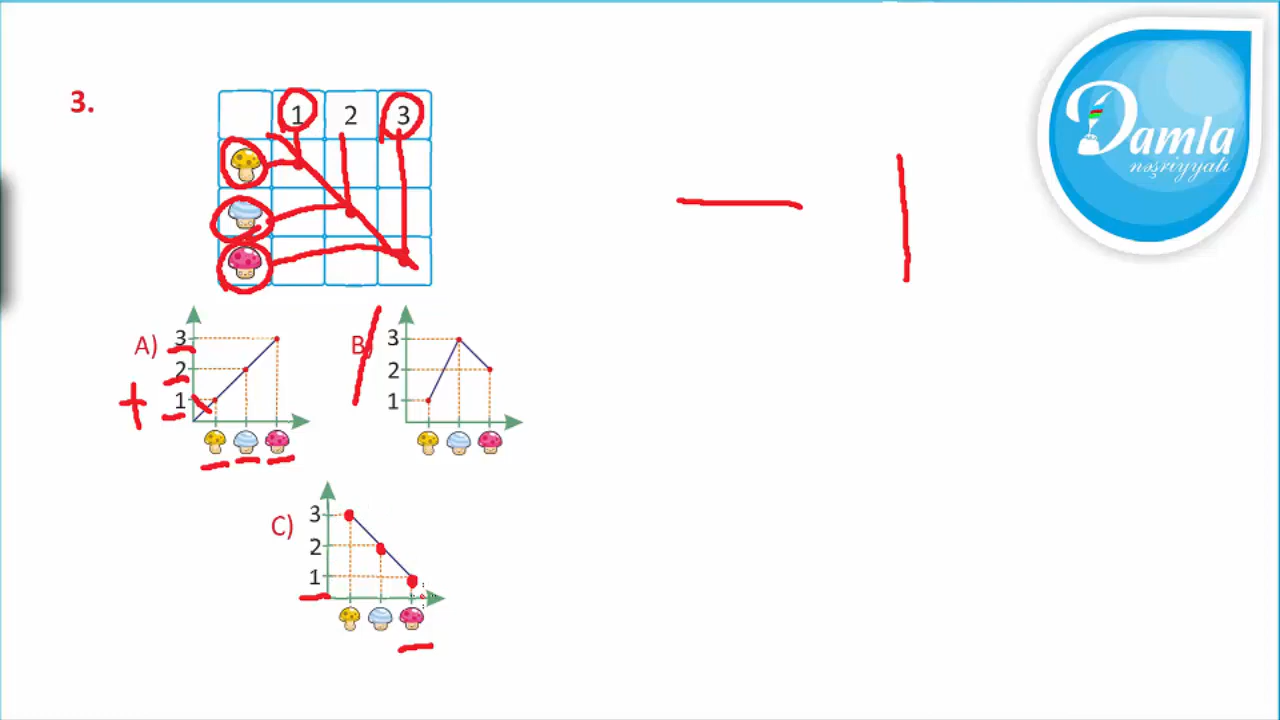 3.
1 2 3
Damla
nəşriyyatı
A) 3 2 1
B) 3 2 1
C) 3 2 1